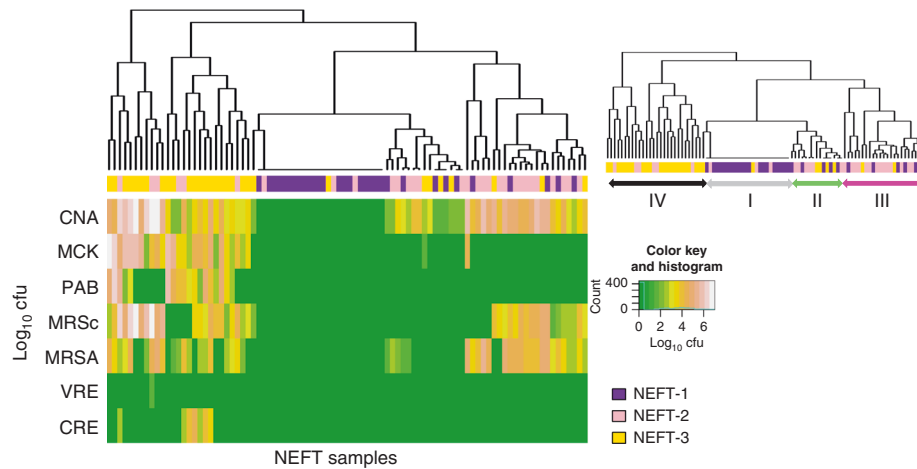 IV
I
II
III
CNA
MCK
PAB
MRSc
MRSA
VRE
CRE
Log10 cfu
NEFT samples
Color key
and histogram
Count
400
0
0 2 4 6
Log10 cfu
NEFT-1
NEFT-2
NEFT-3